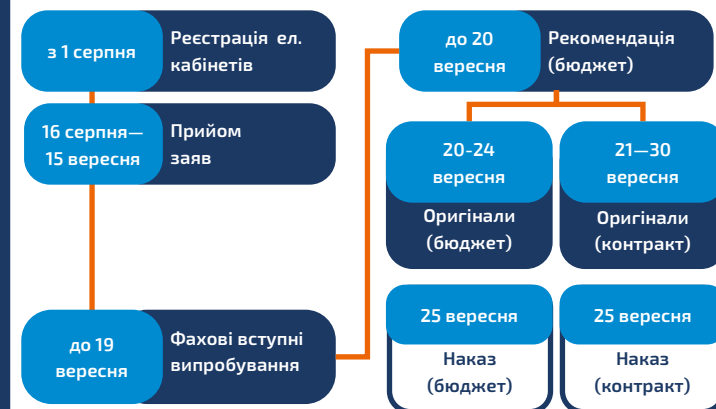 з 1 серпня
Реєстрація ел.
кабінетів
16 серпня—
15 вересня
Прийом
заяв
до 19
вересня
Фахові вступні
випробування
до 20
вересня
Рекомендація
(бюджет)
20-24
вересня
Оригінали
(бюджет)
21—30
вересня
Оригінали
(контракт)
25 вересня
Наказ
(бюджет)
25 вересня
Наказ
(контракт)